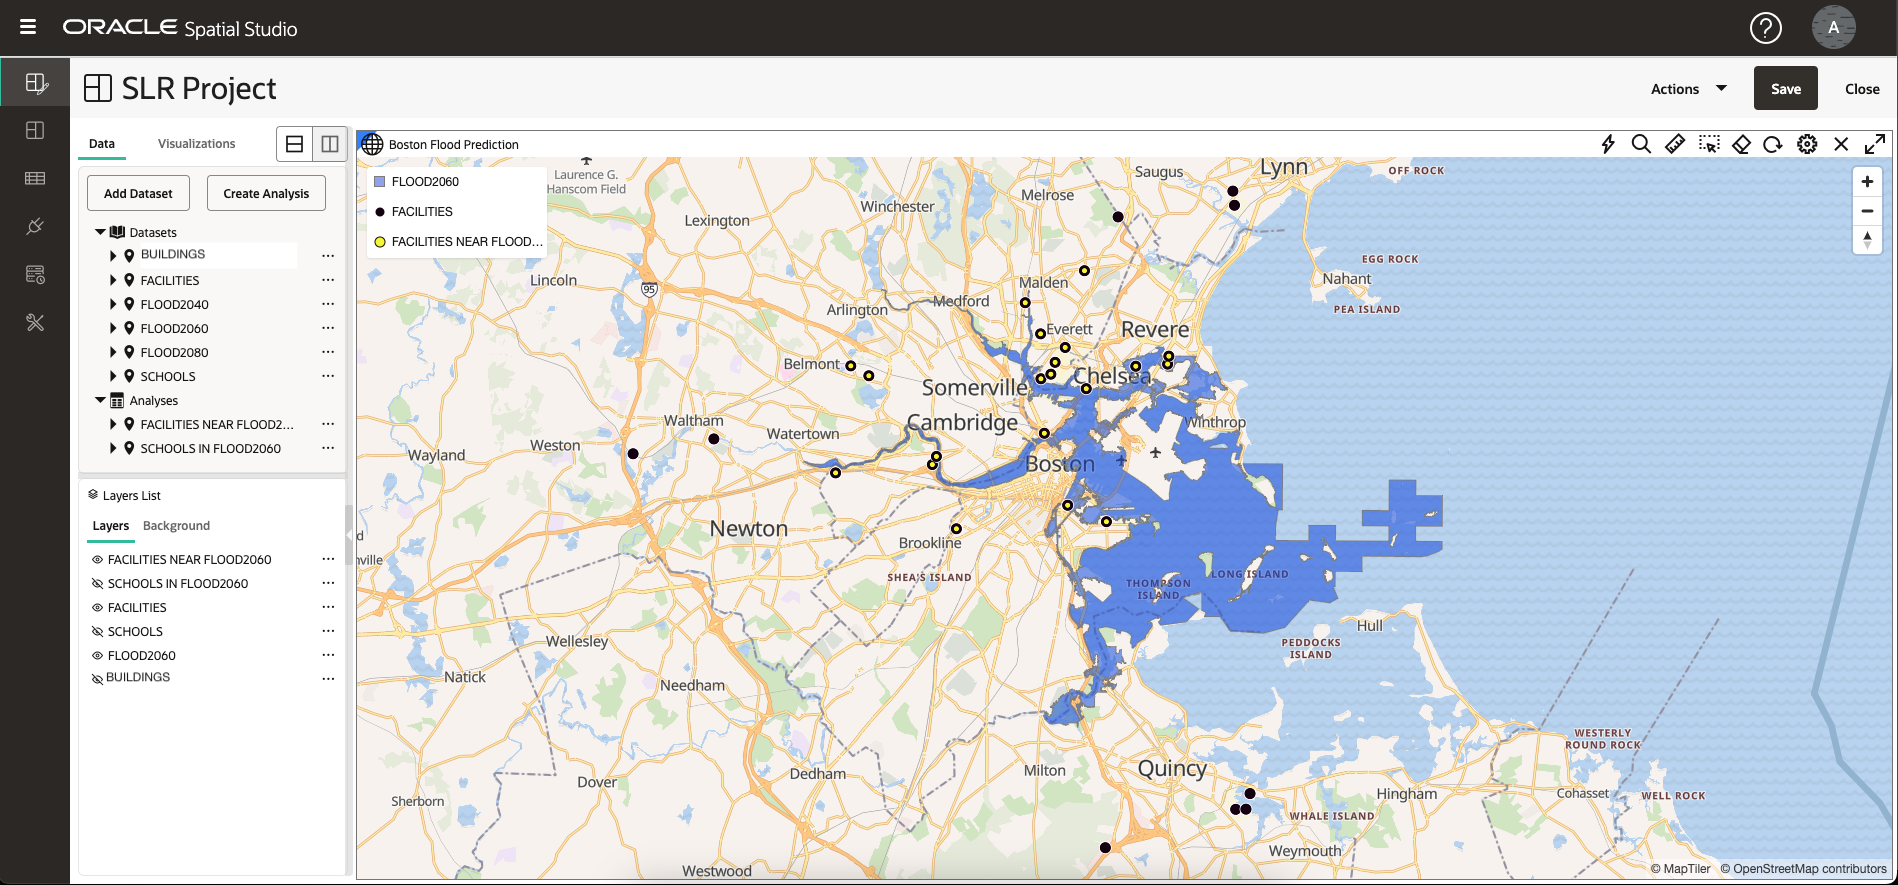 ORACLE Spatial Studio
A
SLR Project
Actions
Save
Close
Data
Visualizations
Add Dataset
Create Analysis
Datasets
BUILDINGS
FACILITIES
FLOOD2040
FLOOD2060
FLOOD2080
SCHOOLS
Analyses
FACILITIES NEAR FLOOD2...
SCHOOLS IN FLOOD2060
Layers List
Layers
Background
FACILITIES NEAR FLOOD2060
SCHOOLS IN FLOOD2060
FACILITIES
SCHOOLS
FLOOD2060
BUILDINGS
Boston Flood Prediction
FLOOD2060
FACILITIES
FACILITIES NEAR FLOOD...
Laurence G.
Hanscom Field
Lexington
Winchester
Melrose
Saugus
Lynn
OFF ROCK
EGG ROCK
Nahant
PEA ISLAND
Lincoln
95
Arlington
Medford
Malden
Everett
Revere
Belmont
Somerville
Chelsea
Cambridge
Winthrop
Waltham
Watertown
Weston
Wayland
Boston
Newton
Brookline
SHEA'S ISLAND
THOMPSON
ISLAND
LONG ISLAND
d
nville
Hull
PEDDOCKS
ISLAND
Wellesley
Natick
Needham
WESTERLY
ROUND ROCK
Dover
Dedham
Milton
Quincy
Sherborn
Hingham
Cohasset
WELL ROCK
WHALE ISLAND
Weymouth
Westwood
© MapTiler © OpenStreetMap contributors